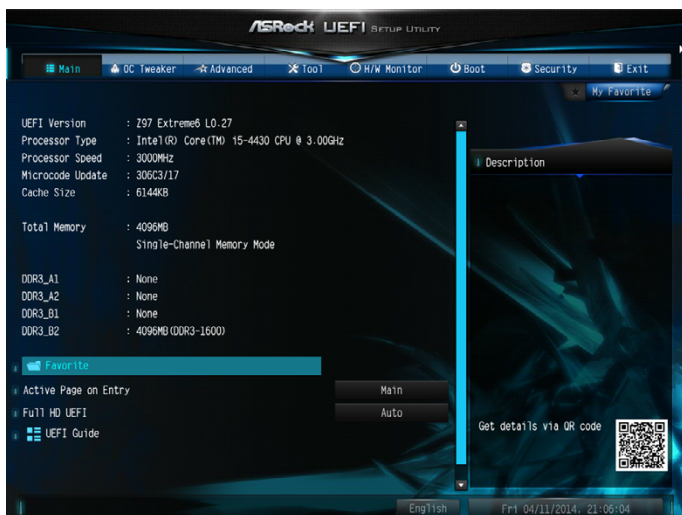 ASRock UEFI SETUP UTILITY
Main OC Tweaker Advanced Tool H/W Monitor Boot Security Exit
My Favorite
UEFI Version : Z97 Extreme6 L0.27
Processor Type : Intel(R) Core(TM) i5-4430 CPU @ 3.00GHz
Processor Speed : 3000MHz
Microcode Update : 306C3/17
Cache Size : 6144KB
Total Memory : 4096MB
Single-Channel Memory Mode
DDR3_A1 : None
DDR3_A2 : None
DDR3_B1 : None
DDR3_B2 : 4096MB(DDR3-1600)
Favorite
Active Page on Entry Main
Full HD UEFI Auto
UEFI Guide
Description
Get details via QR code
English Fri 04/11/2014, 21:06:04